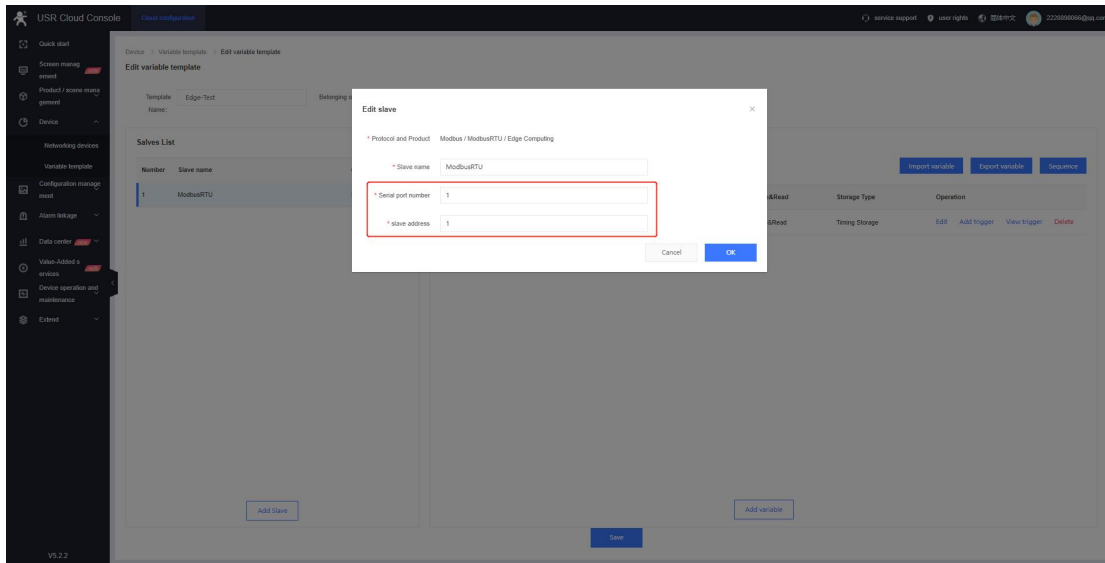 USR Cloud Console
Cloud configuration
service support
user rights
简体中文
2220898066@qq.com
Quick start
Screen manag
ement
Product / scene mana
gement
Device
Networking devices
Variable template
Configuration manage
ment
Alarm linkage
Data center
Value-Added s
ervices
Device operation and
maintenance
Extend
V5.2.2
Device > Variable template > Edit variable template
Edit variable template
Template
Name:
Edge-Test
Belonging
Salves List
Number Slave name
1 ModbusRTU
Add Slave
Edit slave
×
* Protocol and Product Modbus / ModbusRTU / Edge Computing
* Slave name ModbusRTU
* Serial port number 1
* slave address 1
Cancel OK
Import variable Export variable Sequence
&Read Storage Type Operation
&Read Timing Storage Edit Add trigger View trigger Delete
Add variable
Save